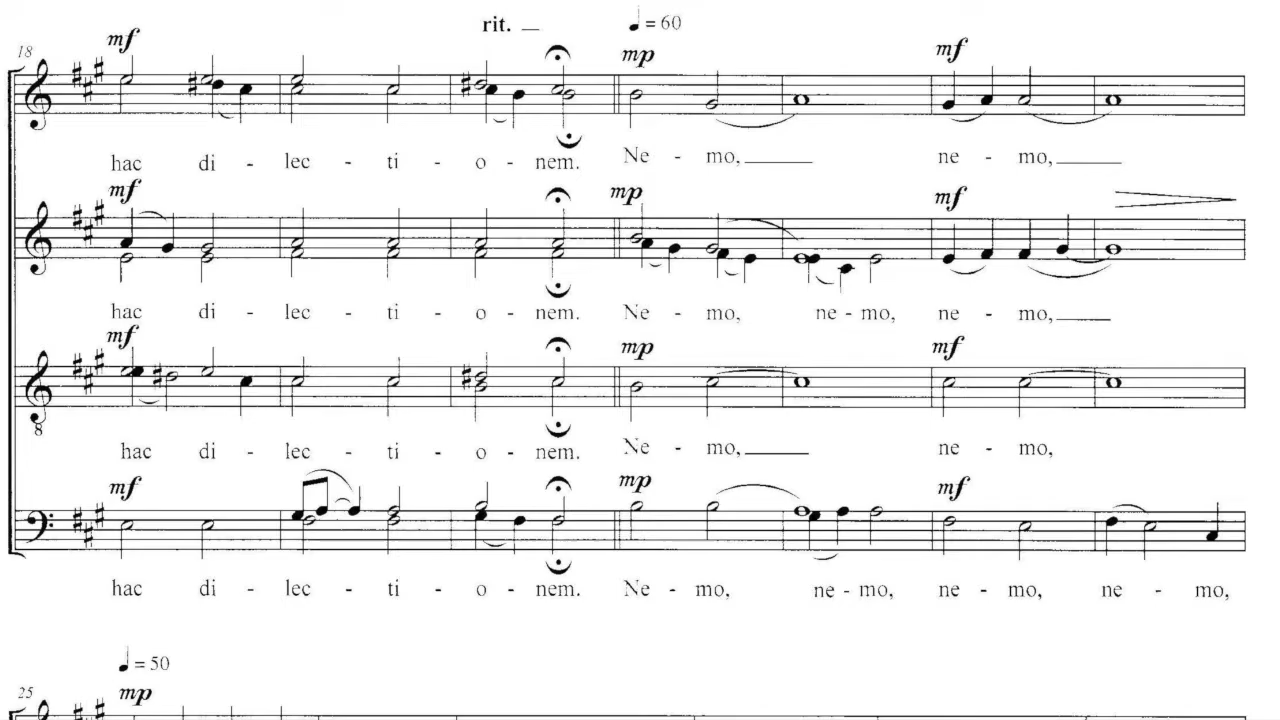 rit.
= 60
18
mf
mp
mf
hac di - lec - ti - o - nem. Ne - mo, ne - mo,
mf
mp
mf
hac di - lec - ti - o - nem. Ne - mo, ne - mo, ne - mo,
mf
mp
mf
8
hac di - lec - ti - o - nem. Ne - mo, ne - mo,
mf
mp
mf
hac di - lec - ti - o - nem. Ne - mo, ne - mo, ne - mo, ne - mo,
= 50
25
mp